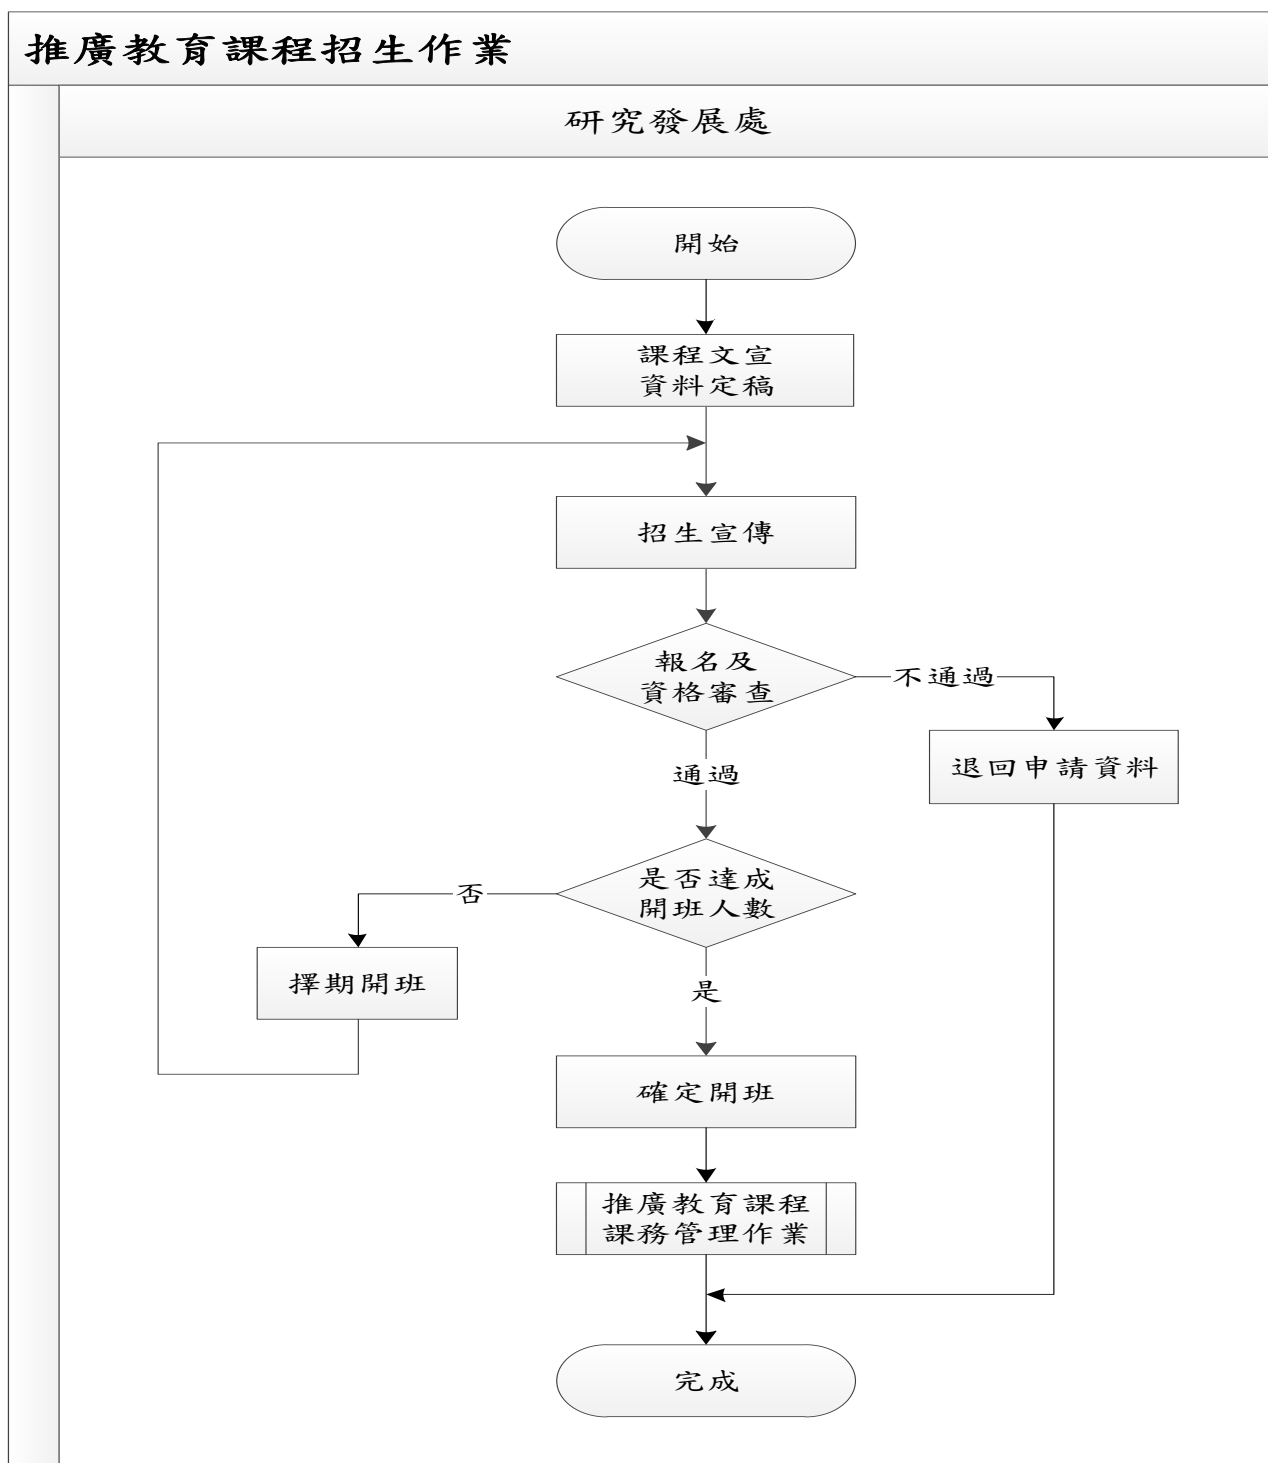 推廣教育課程招生作業
研究發展處
開始
課程文宣
資料定稿
招生宣傳
報名及
資格審查
不通過
退回申請資料
通過
是否達成
開班人數
否
擇期開班
是
確定開班
推廣教育課程
課務管理作業
完成